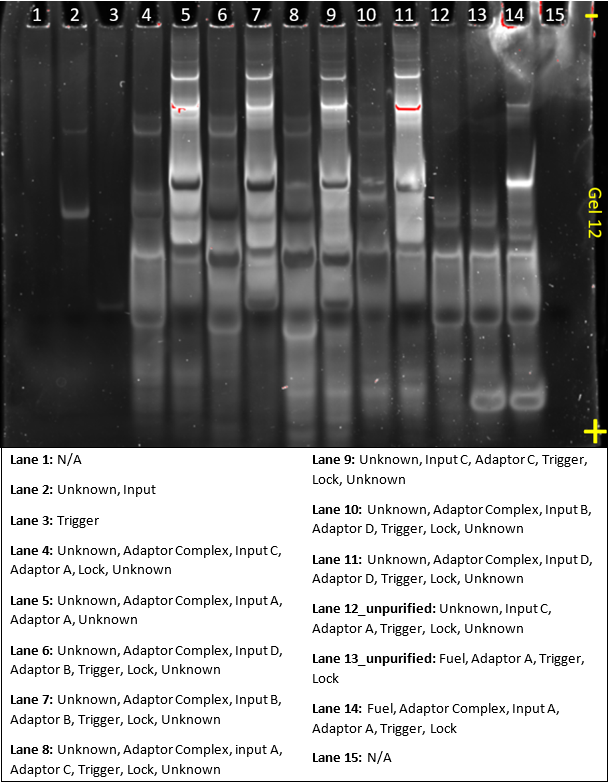 1 2 3 4 5 6 7 8 9 10 11 12 13 14 15 −
Gel 12
+
Lane 1: N/A
Lane 2: Unknown, Input
Lane 3: Trigger
Lane 4: Unknown, Adaptor Complex, Input C,
Adaptor A, Lock, Unknown
Lane 5: Unknown, Adaptor Complex, Input A,
Adaptor A, Unknown
Lane 6: Unknown, Adaptor Complex, Input D,
Adaptor B, Trigger, Lock, Unknown
Lane 7: Unknown, Adaptor Complex, Input B,
Adaptor B, Trigger, Lock, Unknown
Lane 8: Unknown, Adaptor Complex, input A,
Adaptor C, Trigger, Lock, Unknown
Lane 9: Unknown, Input C, Adaptor C, Trigger,
Lock, Unknown
Lane 10: Unknown, Adaptor Complex, Input B,
Adaptor D, Trigger, Lock, Unknown
Lane 11: Unknown, Adaptor Complex, Input D,
Adaptor D, Trigger, Lock, Unknown
Lane 12_unpurified: Unknown, Input C,
Adaptor A, Trigger, Lock, Unknown
Lane 13_unpurified: Fuel, Adaptor A, Trigger,
Lock
Lane 14: Fuel, Adaptor Complex, Input A,
Adaptor A, Trigger, Lock
Lane 15: N/A